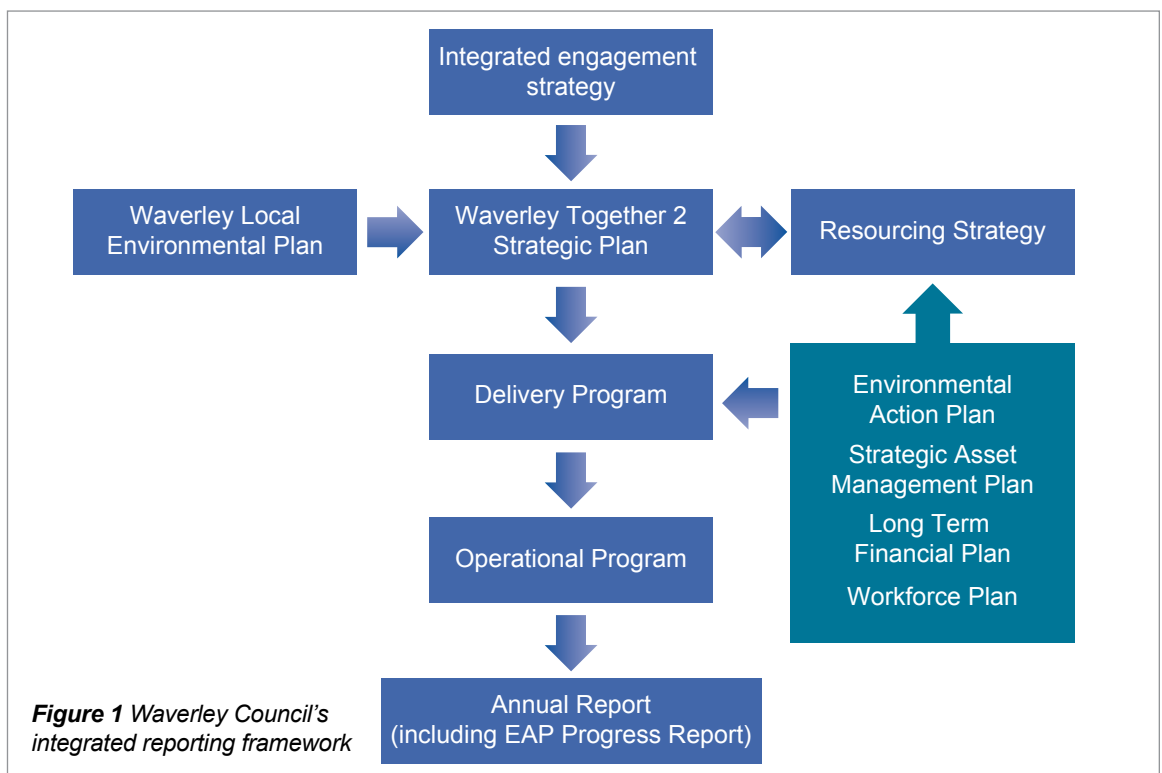 Integrated engagement
strategy
Waverley Local
Environmental Plan
Waverley Together 2
Strategic Plan
Resourcing Strategy
Delivery Program
Environmental
Action Plan
Strategic Asset
Management Plan
Long Term
Financial Plan
Workforce Plan
Operational Program
Annual Report
(including EAP Progress Report)
Figure 1 Waverley Council’s
integrated reporting framework